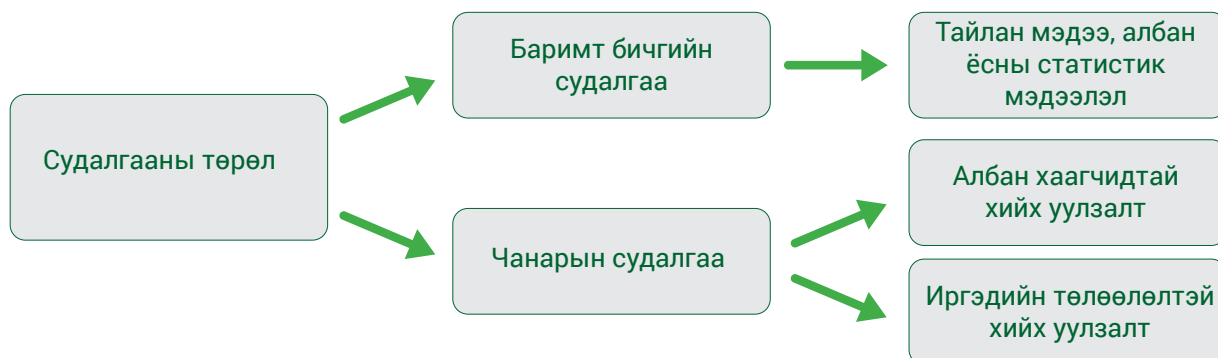 Судалгааны төрөл
Баримт бичгийн
судалгаа
Тайлан мэдээ, албан
ёсны статистик
мэдээлэл
Чанарын судалгаа
Албан хаагчидтай
хийх уулзалт
Иргэдийн төлөөлөлтэй
хийх уулзалт